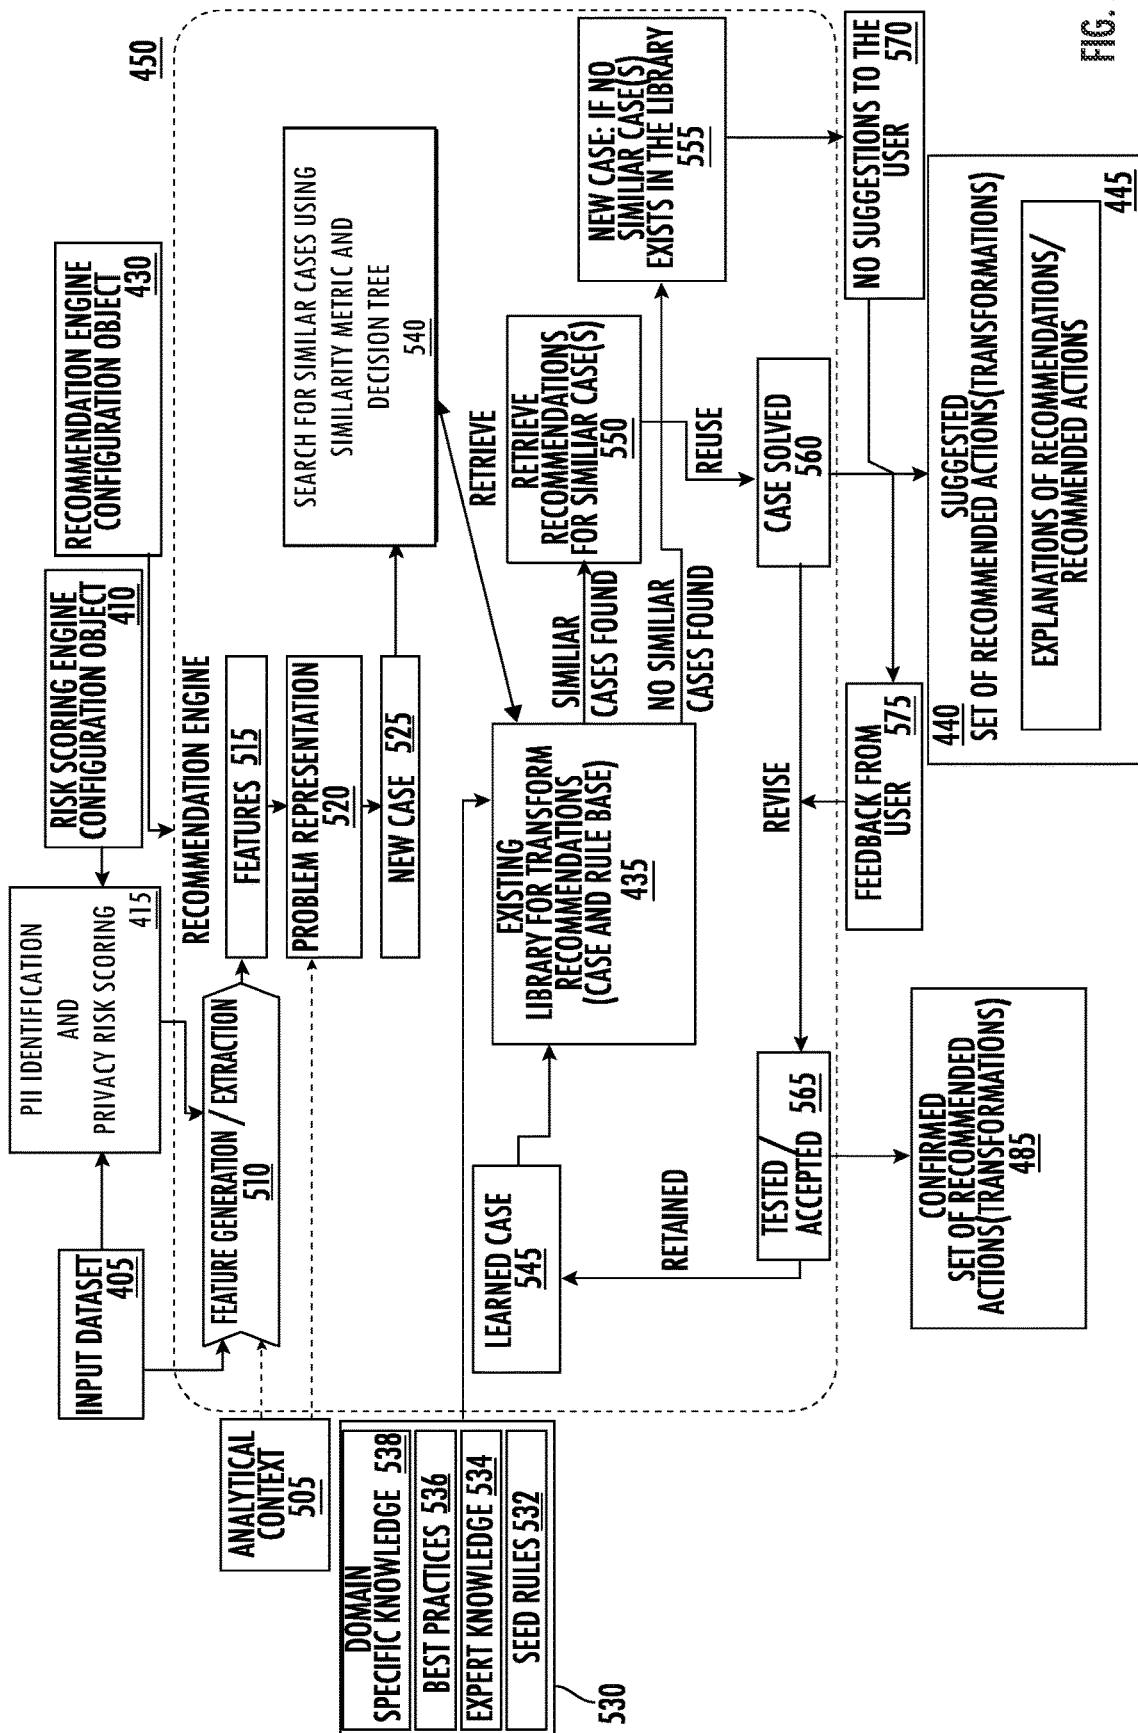 INPUT DATASET
405
PII IDENTIFICATION
AND
PRIVACY RISK SCORING
415
RISK SCORING ENGINE
CONFIGURATION OBJECT
410
RECOMMENDATION ENGINE
CONFIGURATION OBJECT
430
450
ANALYTICAL
CONTEXT
505
FEATURE GENERATION / EXTRACTION
510
RECOMMENDATION ENGINE
FEATURES 515
PROBLEM REPRESENTATION
520
NEW CASE 525
SEARCH FOR SIMILAR CASES USING
SIMILARITY METRIC AND
DECISION TREE
540
DOMAIN
SPECIFIC KNOWLEDGE 538
BEST PRACTICES 536
EXPERT KNOWLEDGE 534
SEED RULES 532
530
RETRIEVE
LEARNED CASE
545
EXISTING
LIBRARY FOR TRANSFORM
RECOMMENDATIONS
(CASE AND RULE BASE)
435
SIMILIAR
CASES FOUND
NO SIMILIAR
CASES FOUND
RETRIEVE
RECOMMENDATIONS
FOR SIMILIAR CASE(S)
550
NEW CASE: IF NO
SIMILIAR CASE(S)
EXISTS IN THE LIBRARY
555
RETAINED
REUSE
TESTED/
ACCEPTED 565
REVISE
CASE SOLVED
560
NO SUGGESTIONS TO THE
USER
570
FEEDBACK FROM
USER
575
CONFIRMED
SET OF RECOMMENDED
ACTIONS(TRANSFORMATIONS)
485
440
SUGGESTED
SET OF RECOMMENDED ACTIONS(TRANSFORMATIONS)
EXPLANATIONS OF RECOMMENDATIONS/
RECOMMENDED ACTIONS
445
FIG.